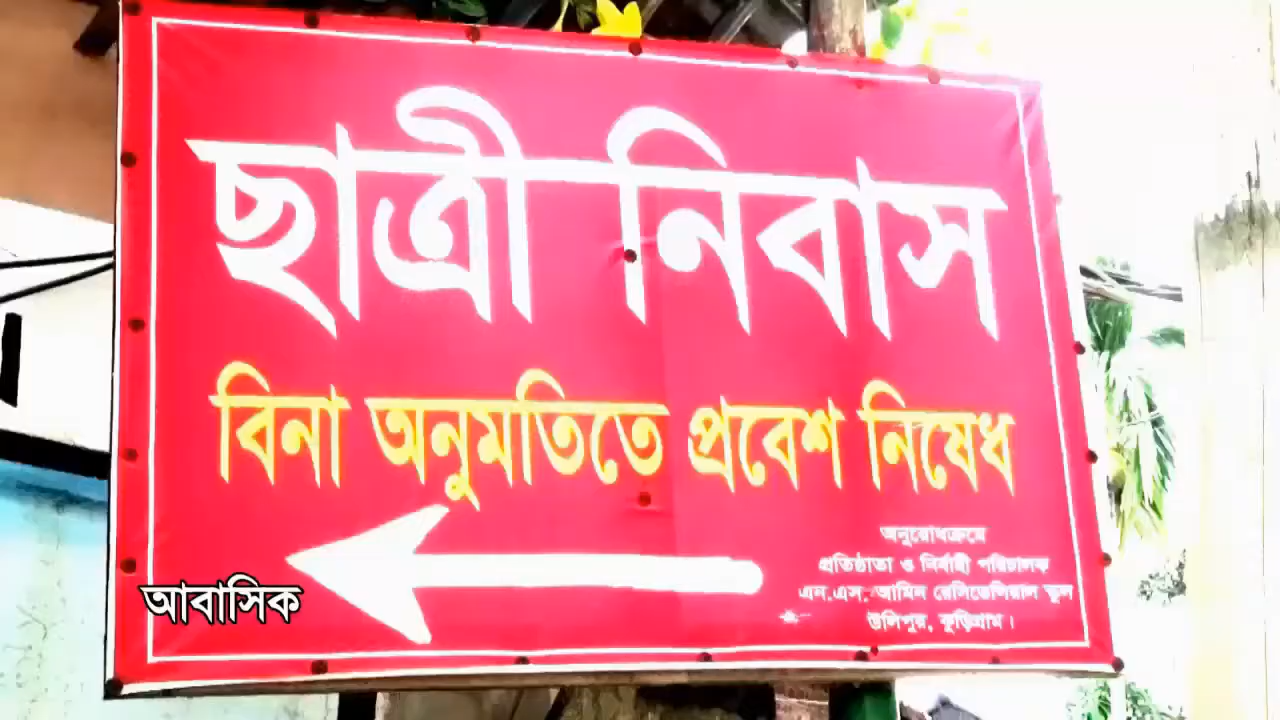 ছাত্রী নিবাস
বিনা অনুমতিতে প্রবেশ নিষেধ
অনুরোধক্রমে
প্রতিষ্ঠাতা ও নির্বাহী পরিচালক
এন.এস. আমিন রেসিডেন্সিয়াল স্কুল
উলিপুর, কুড়িগ্রাম।
আবাসিক